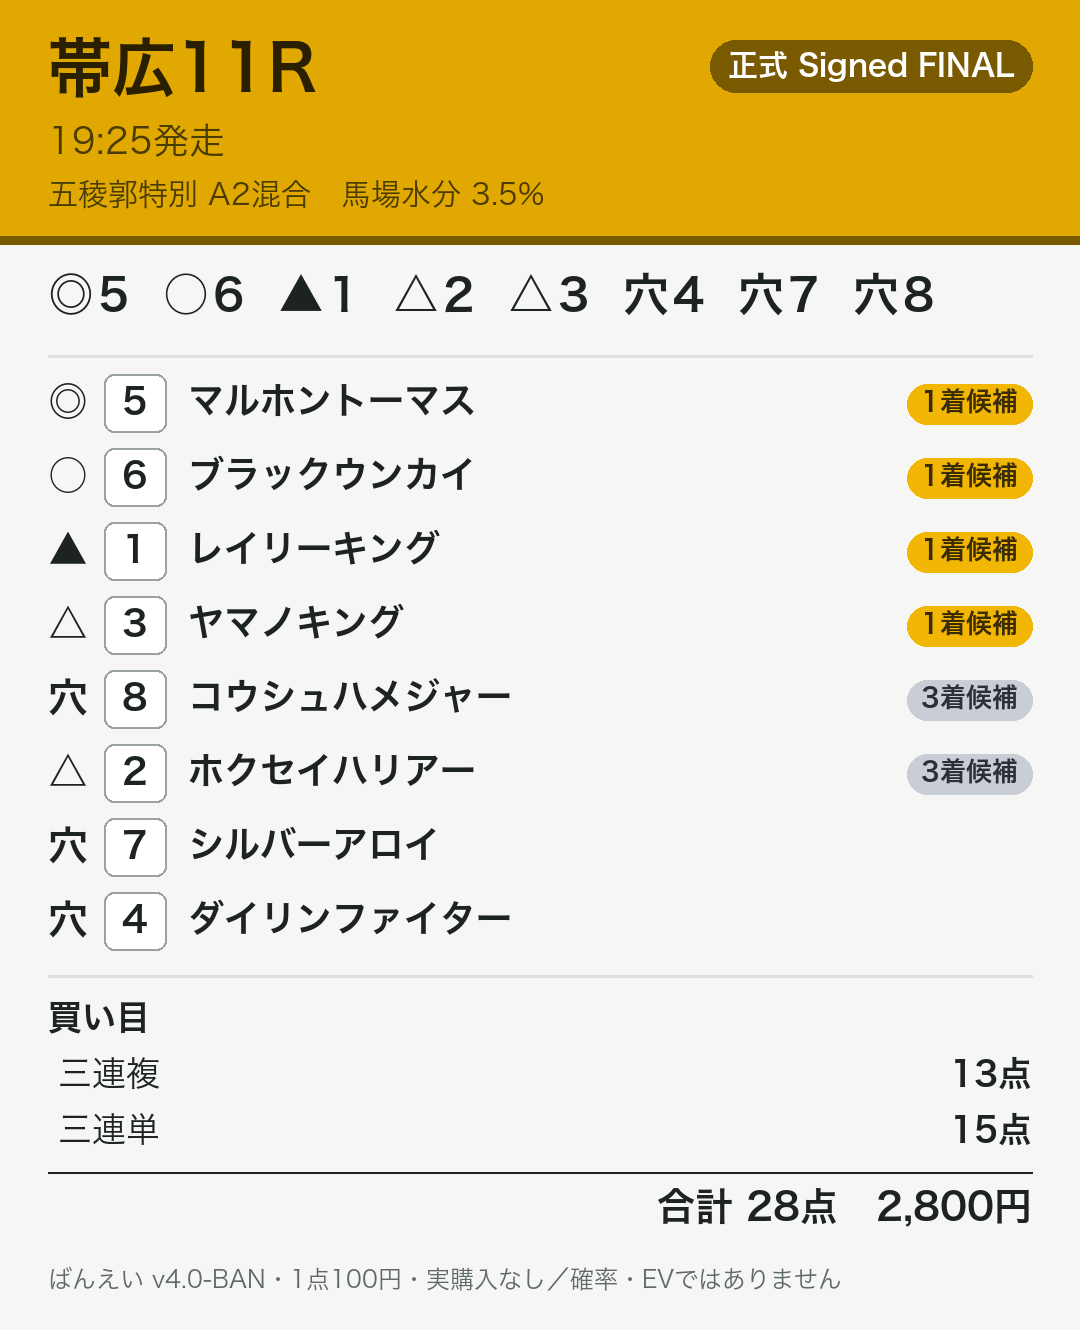 帯広11R
正式 Signed FINAL
19:25発走
五稜郭特別 A2混合　馬場水分 3.5%
◎5 ○6 ▲1 △2 △3 穴4 穴7 穴8
◎ 5 マルホントーマス 1着候補
○ 6 ブラックウンカイ 1着候補
▲ 1 レイリーキング 1着候補
△ 3 ヤマノキング 1着候補
穴 8 コウシュハメジャー 3着候補
△ 2 ホクセイハリアー 3着候補
穴 7 シルバーアロイ
穴 4 ダイリンファイター
買い目
三連複 13点
三連単 15点
合計 28点　2,800円
ばんえい v4.0-BAN・1点100円・実購入なし／確率・EVではありません